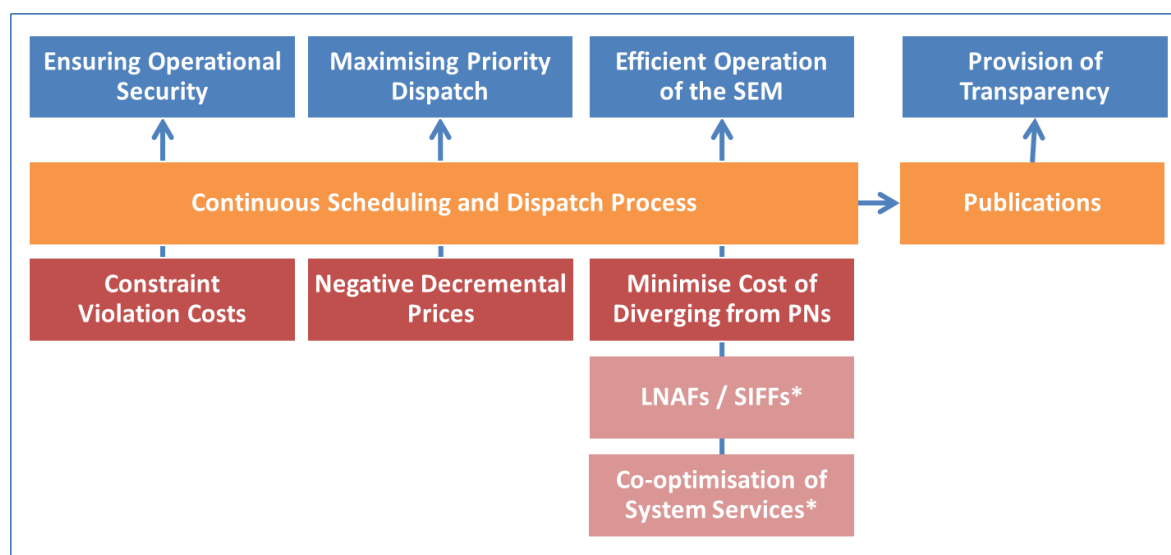 Ensuring Operational
Security
Maximising Priority
Dispatch
Efficient Operation
of the SEM
Provision of
Transparency
Continuous Scheduling and Dispatch Process
Publications
Constraint
Violation Costs
Negative Decremental
Prices
Minimise Cost of
Diverging from PNs
LNAFs / SIFFs*
Co-optimisation of
System Services*